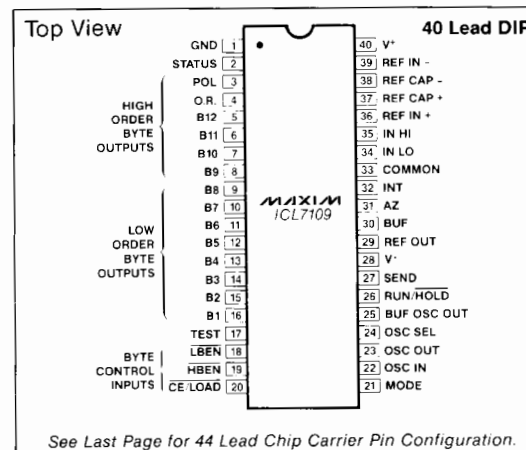 Top View
40 Lead DIP
GND 1
STATUS 2
POL 3
O.R. 4
B12 5
B11 6
B10 7
B9 8
B8 9
B7 10
B6 11
B5 12
B4 13
B3 14
B2 15
B1 16
TEST 17
LBEN 18
HBEN 19
CE/LOAD 20
HIGH
ORDER
BYTE
OUTPUTS
LOW
ORDER
BYTE
OUTPUTS
BYTE
CONTROL
INPUTS
MAXIM
ICL7109
40 V+
39 REF IN -
38 REF CAP -
37 REF CAP +
36 REF IN +
35 IN HI
34 IN LO
33 COMMON
32 INT
31 AZ
30 BUF
29 REF OUT
28 V-
27 SEND
26 RUN/HOLD
25 BUF OSC OUT
24 OSC SEL
23 OSC OUT
22 OSC IN
21 MODE
See Last Page for 44 Lead Chip Carrier Pin Configuration.